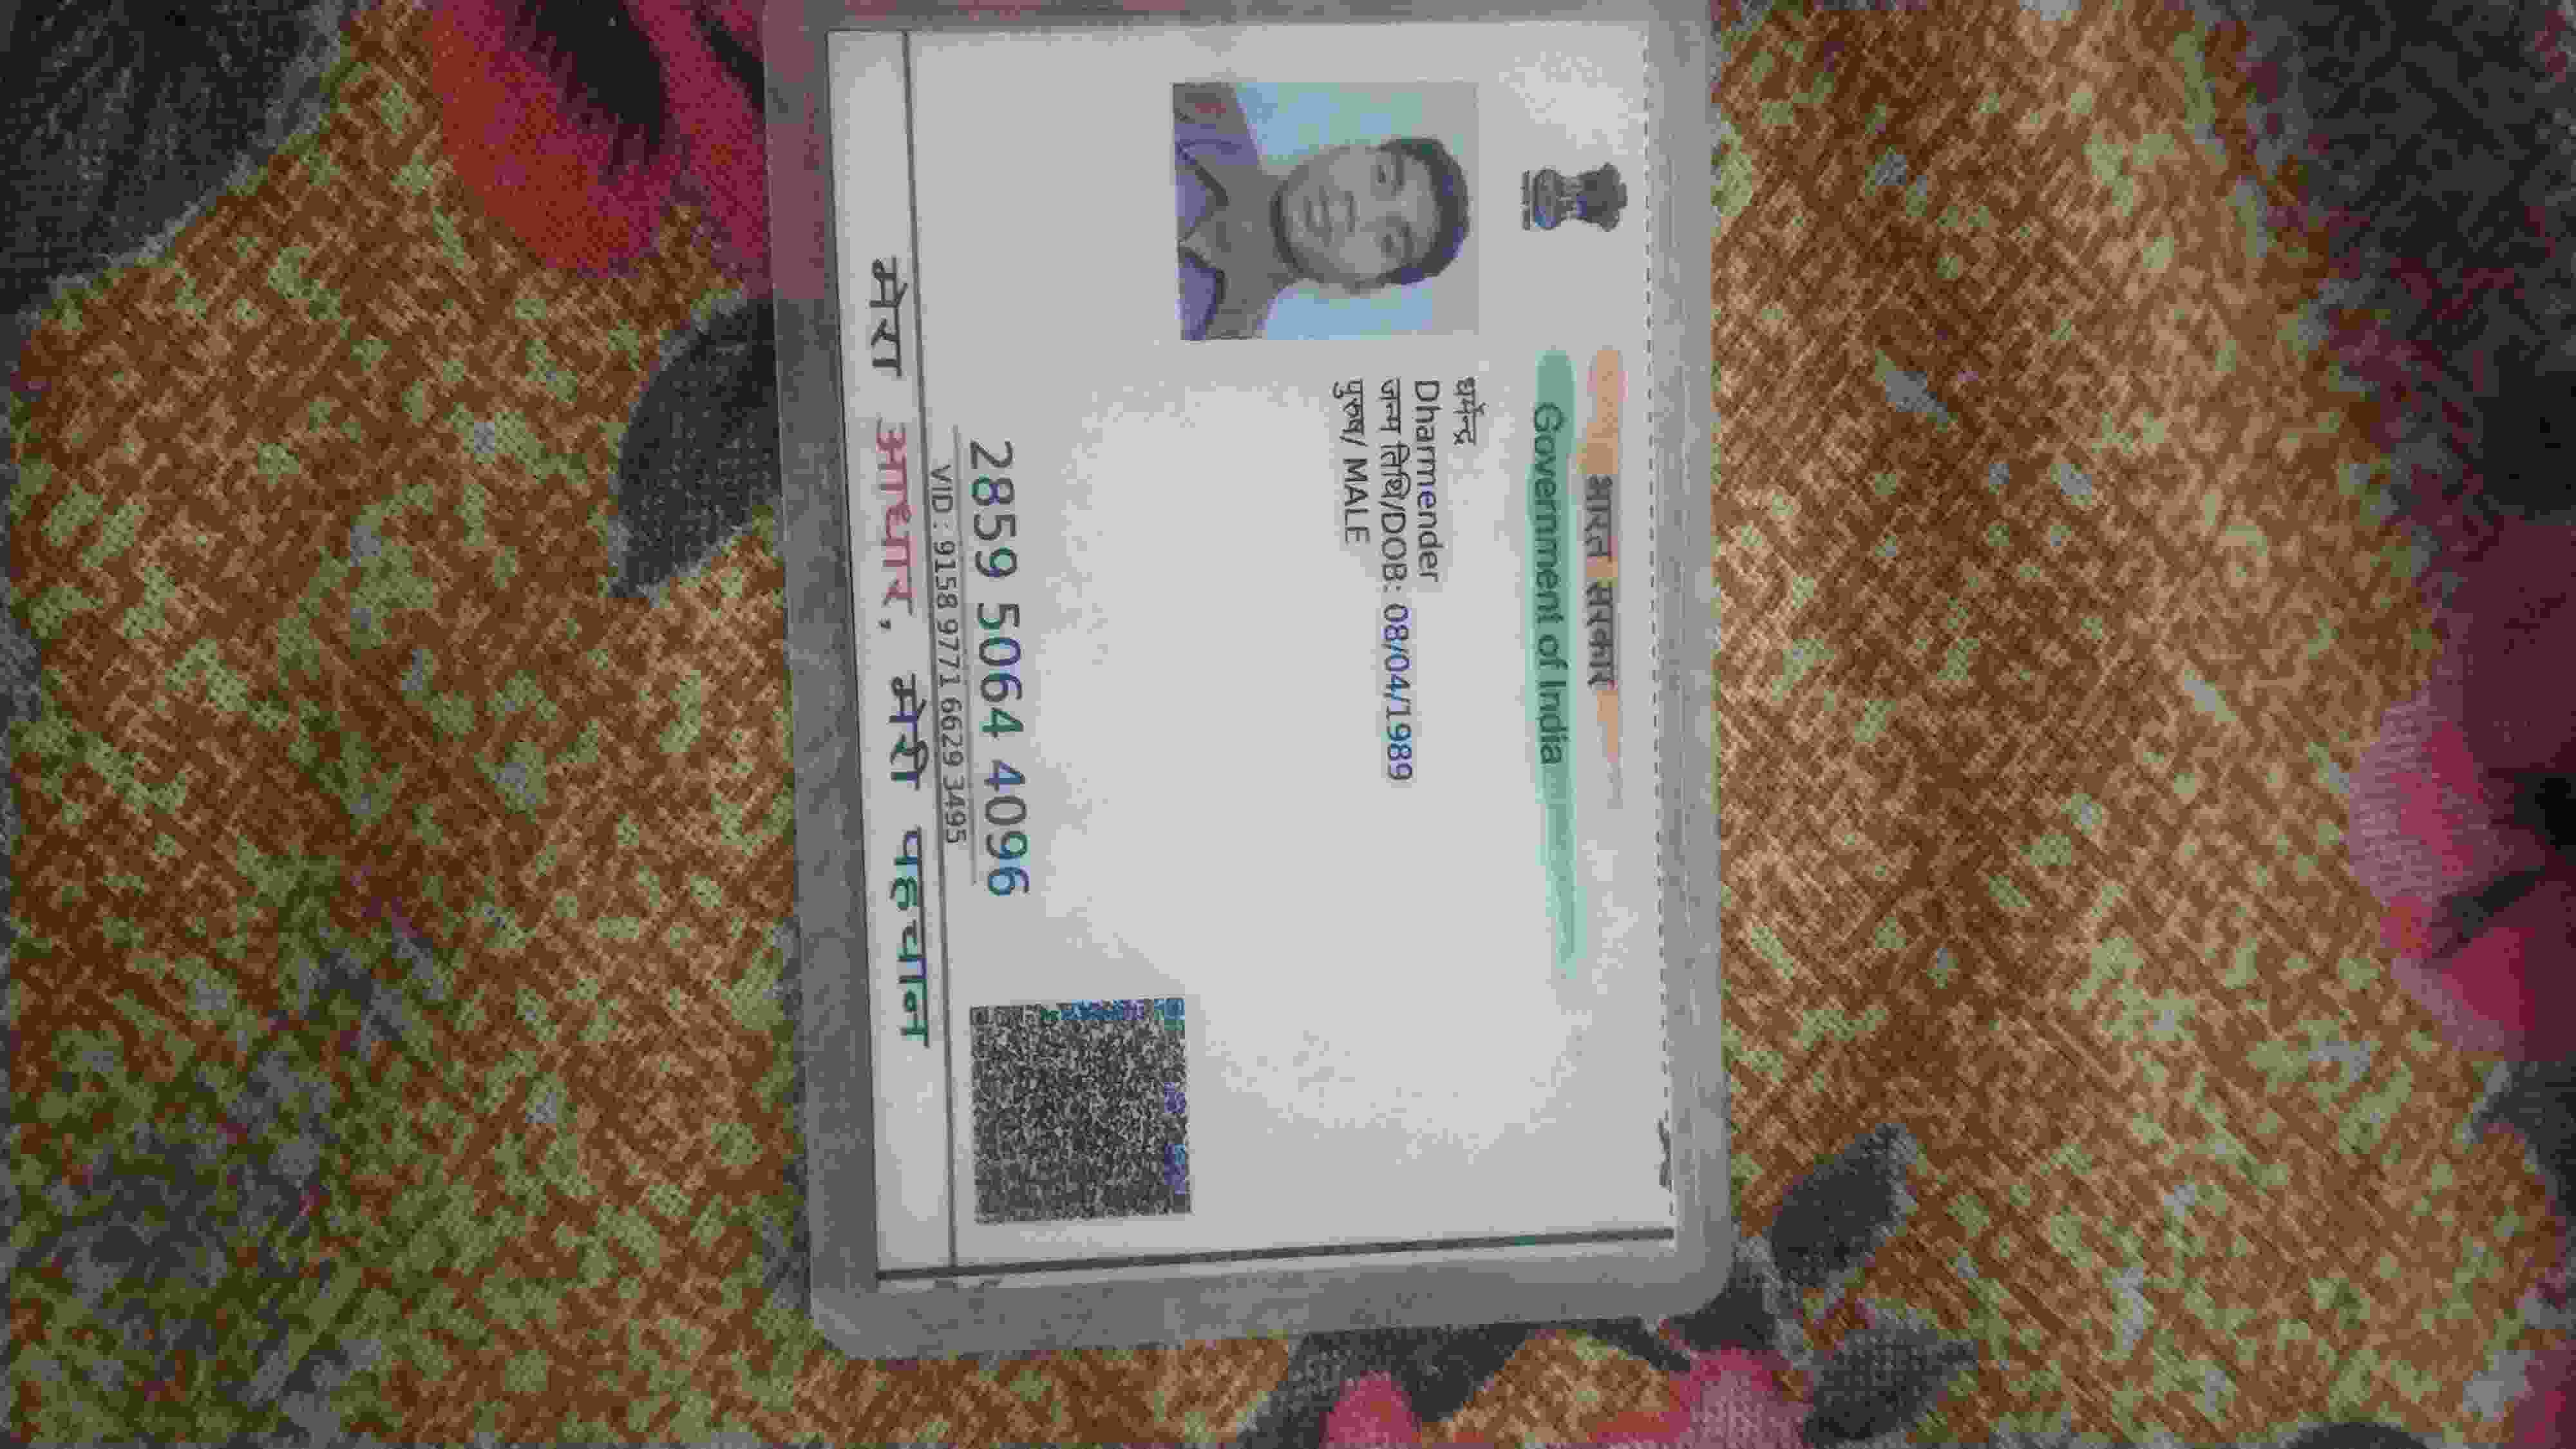 भारत सरकार
Government of India
धर्मेन्द्र
Dharmender
जन्म तिथि/DOB: 08/04/1989
पुरुष/ MALE
2859 5064 4096
VID: 9158 9771 6629 3495
मेरा आधार, मेरी पहचान